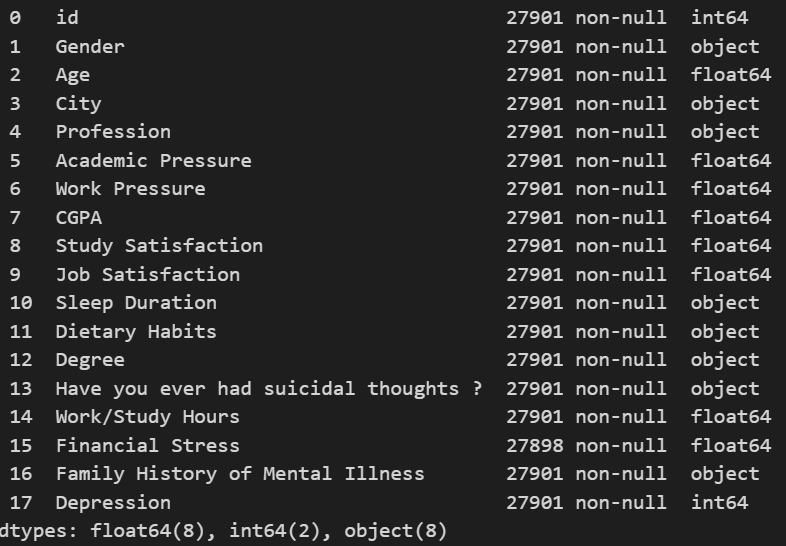 0 id 27901 non-null int64
1 Gender 27901 non-null object
2 Age 27901 non-null float64
3 City 27901 non-null object
4 Profession 27901 non-null object
5 Academic Pressure 27901 non-null float64
6 Work Pressure 27901 non-null float64
7 CGPA 27901 non-null float64
8 Study Satisfaction 27901 non-null float64
9 Job Satisfaction 27901 non-null float64
10 Sleep Duration 27901 non-null object
11 Dietary Habits 27901 non-null object
12 Degree 27901 non-null object
13 Have you ever had suicidal thoughts ? 27901 non-null object
14 Work/Study Hours 27901 non-null float64
15 Financial Stress 27898 non-null float64
16 Family History of Mental Illness 27901 non-null object
17 Depression 27901 non-null int64
dtypes: float64(8), int64(2), object(8)